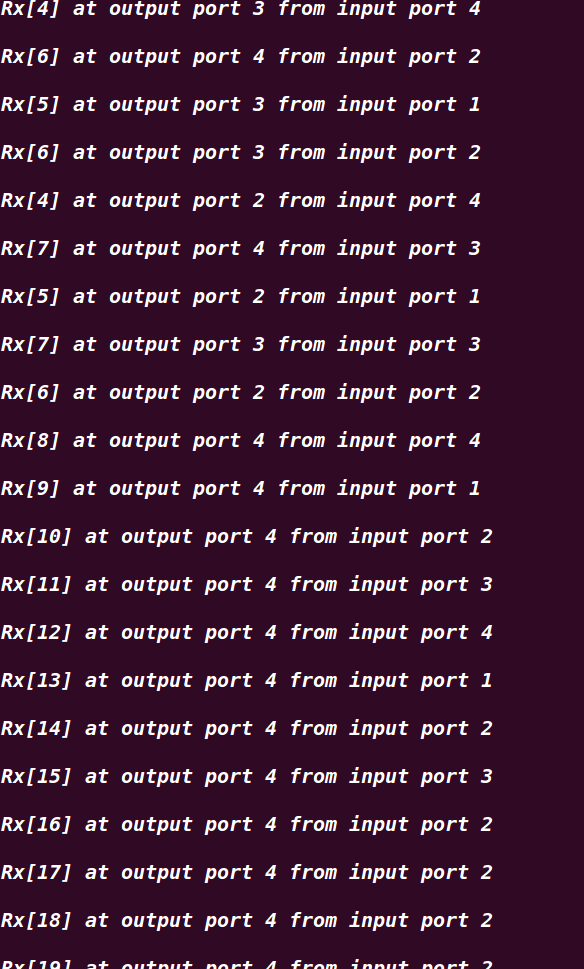 Rx[4] at output port 3 from input port 4
Rx[6] at output port 4 from input port 2
Rx[5] at output port 3 from input port 1
Rx[6] at output port 3 from input port 2
Rx[4] at output port 2 from input port 4
Rx[7] at output port 4 from input port 3
Rx[5] at output port 2 from input port 1
Rx[7] at output port 3 from input port 3
Rx[6] at output port 2 from input port 2
Rx[8] at output port 4 from input port 4
Rx[9] at output port 4 from input port 1
Rx[10] at output port 4 from input port 2
Rx[11] at output port 4 from input port 3
Rx[12] at output port 4 from input port 4
Rx[13] at output port 4 from input port 1
Rx[14] at output port 4 from input port 2
Rx[15] at output port 4 from input port 3
Rx[16] at output port 4 from input port 2
Rx[17] at output port 4 from input port 2
Rx[18] at output port 4 from input port 2
Rx[19] at output port 4 from input port 2